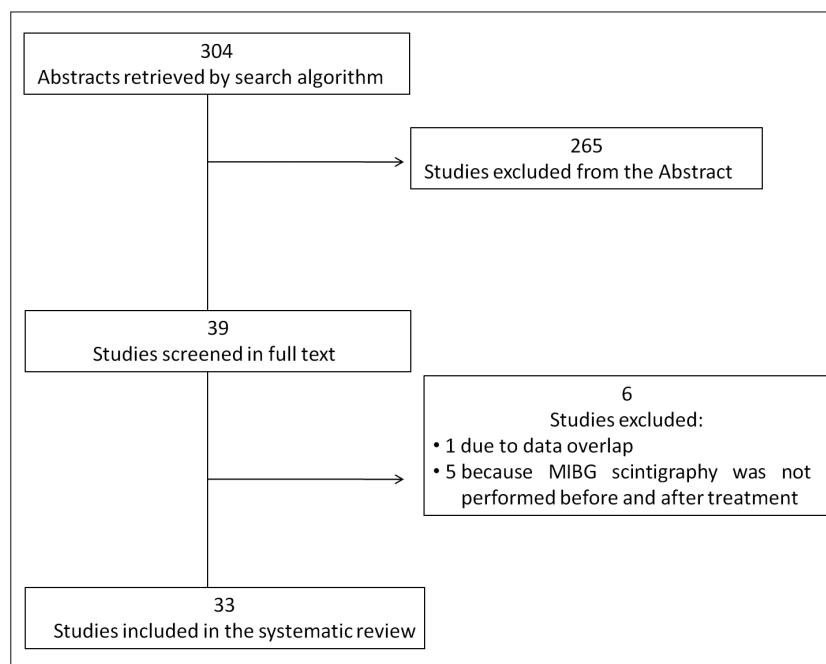 304
Abstracts retrieved by search algorithm
265
Studies excluded from the Abstract
39
Studies screened in full text
6
Studies excluded:
• 1 due to data overlap
• 5 because MIBG scintigraphy was not
performed before and after treatment
33
Studies included in the systematic review